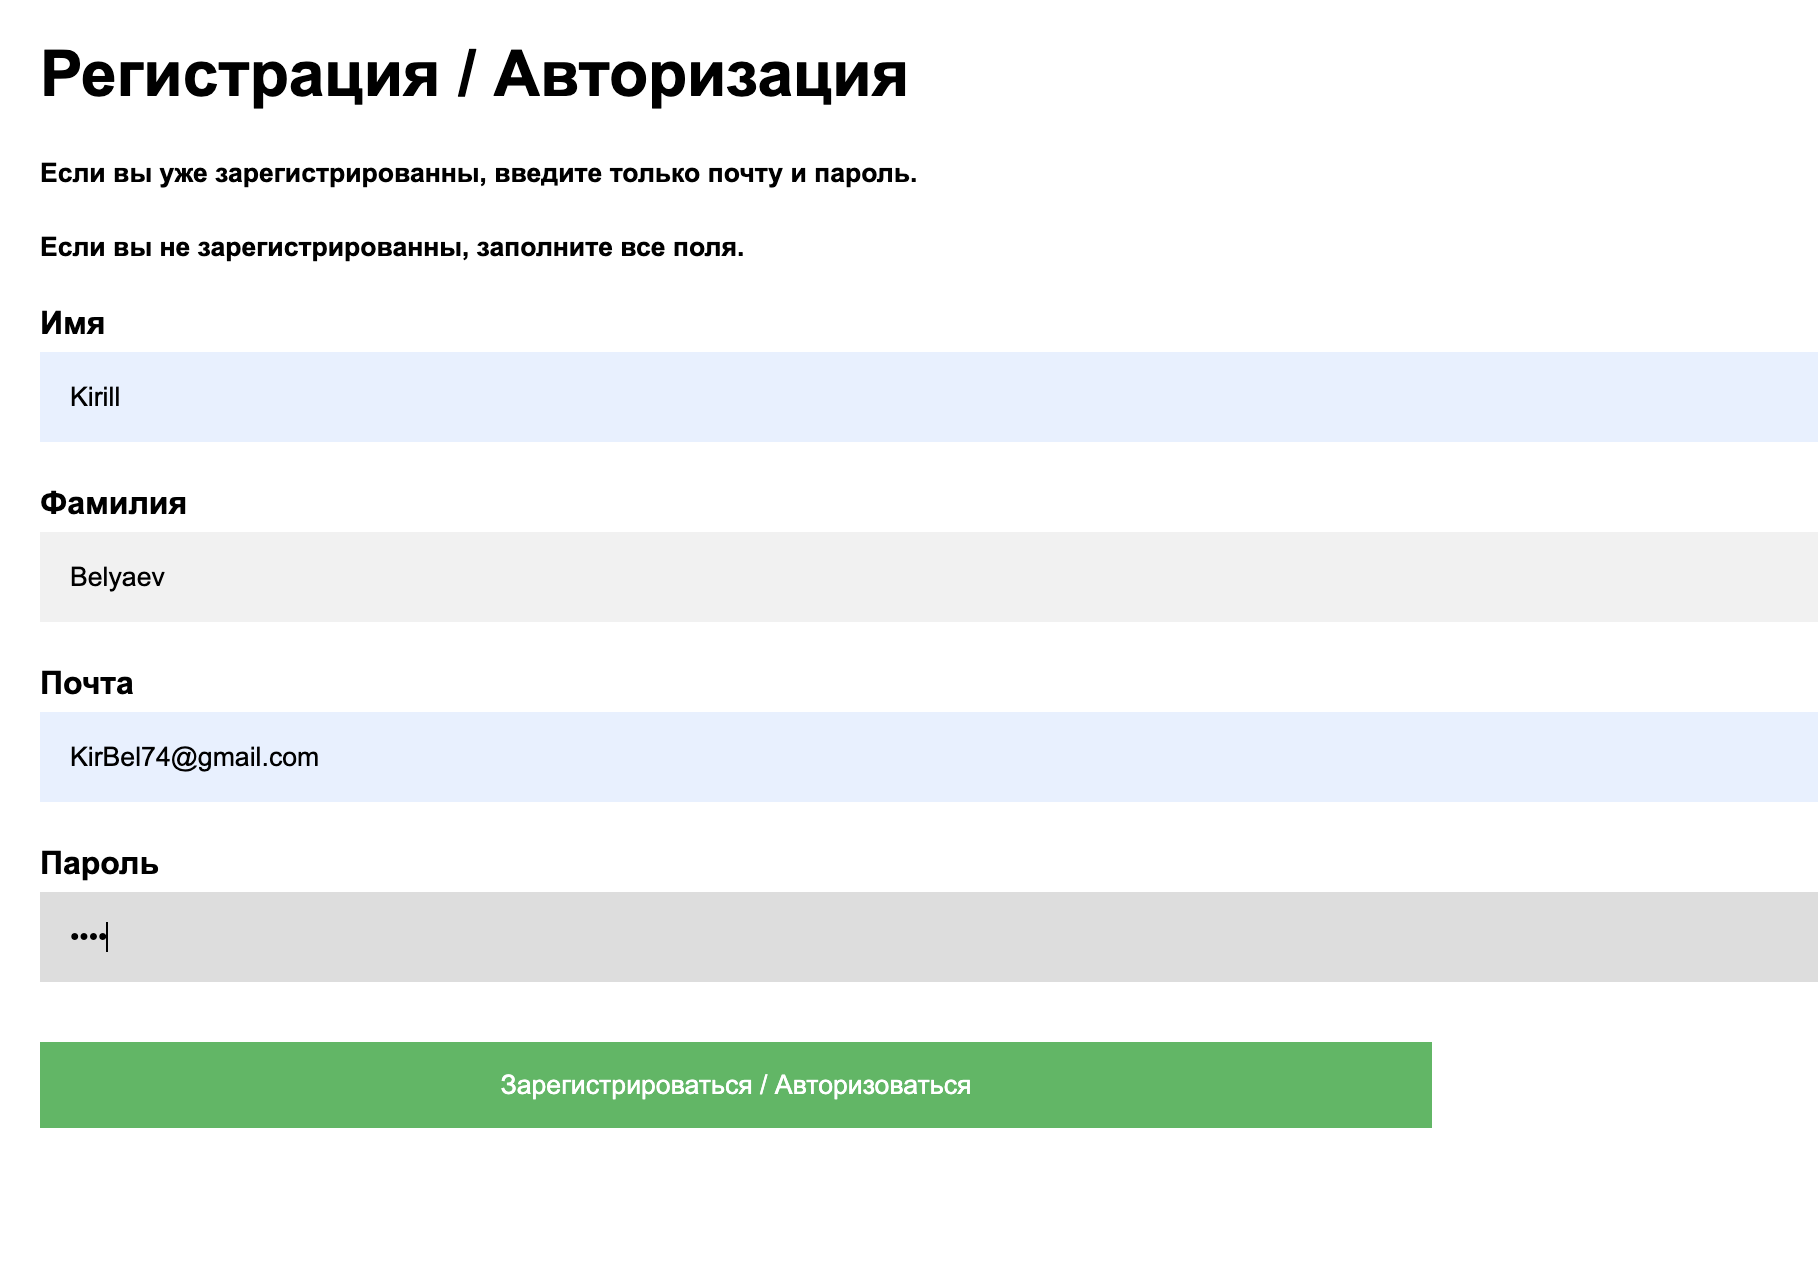 Регистрация / Авторизация
Если вы уже зарегистрированны, введите только почту и пароль.
Если вы не зарегистрированны, заполните все поля.
Имя
Kirill
Фамилия
Belyaev
Почта
KirBel74@gmail.com
Пароль
••••
Зарегистрироваться / Авторизоваться